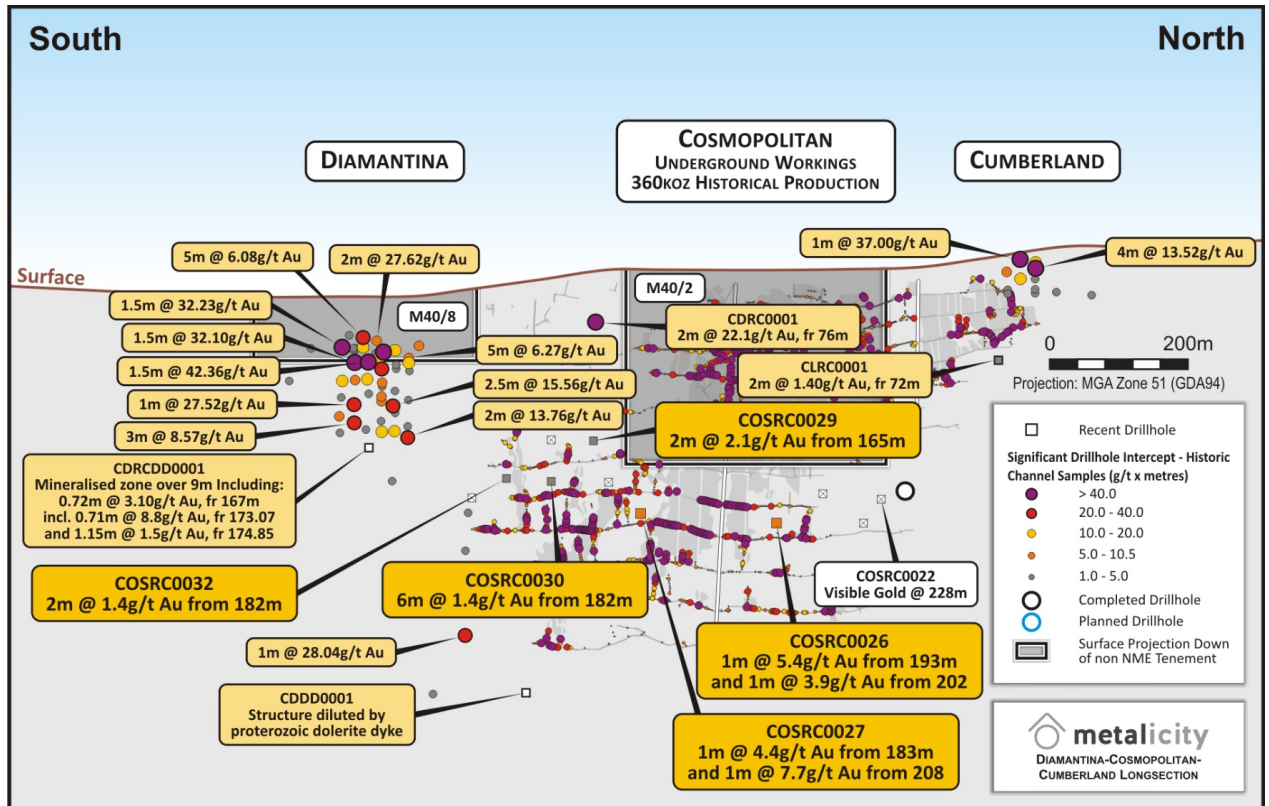 South
North
DIAMANTINA
COSMOPOLITAN
UNDERGROUND WORKINGS
360KOZ HISTORICAL PRODUCTION
CUMBERLAND
Surface
5m @ 6.08g/t Au
2m @ 27.62g/t Au
1.5m @ 32.23g/t Au
1.5m @ 32.10g/t Au
1.5m @ 42.36g/t Au
1m @ 27.52g/t Au
3m @ 8.57g/t Au
M40/8
5m @ 6.27g/t Au
2.5m @ 15.56g/t Au
2m @ 13.76g/t Au
M40/2
CDRC0001
2m @ 22.1g/t Au, fr 76m
CLRC0001
2m @ 1.40g/t Au, fr 72m
1m @ 37.00g/t Au
4m @ 13.52g/t Au
COSRC0029
2m @ 2.1g/t Au from 165m
CDRCDD0001
Mineralised zone over 9m Including:
0.72m @ 3.10g/t Au, fr 167m
incl. 0.71m @ 8.8g/t Au, fr 173.07
and 1.15m @ 1.5g/t Au, fr 174.85
COSRC0032
2m @ 1.4g/t Au from 182m
COSRC0030
6m @ 1.4g/t Au from 182m
COSRC0022
Visible Gold @ 228m
1m @ 28.04g/t Au
COSRC0026
1m @ 5.4g/t Au from 193m
and 1m @ 3.9g/t Au from 202
CDDD0001
Structure diluted by
proterozoic dolerite dyke
COSRC0027
1m @ 4.4g/t Au from 183m
and 1m @ 7.7g/t Au from 208
0 200m
Projection: MGA Zone 51 (GDA94)
Recent Drillhole
Significant Drillhole Intercept - Historic
Channel Samples (g/t x metres)
> 40.0
20.0 - 40.0
10.0 - 20.0
5.0 - 10.5
1.0 - 5.0
Completed Drillhole
Planned Drillhole
Surface Projection Down
of non NME Tenement
metalicity
DIAMANTINA-COSMOPOLITAN-
CUMBERLAND LONGSECTION